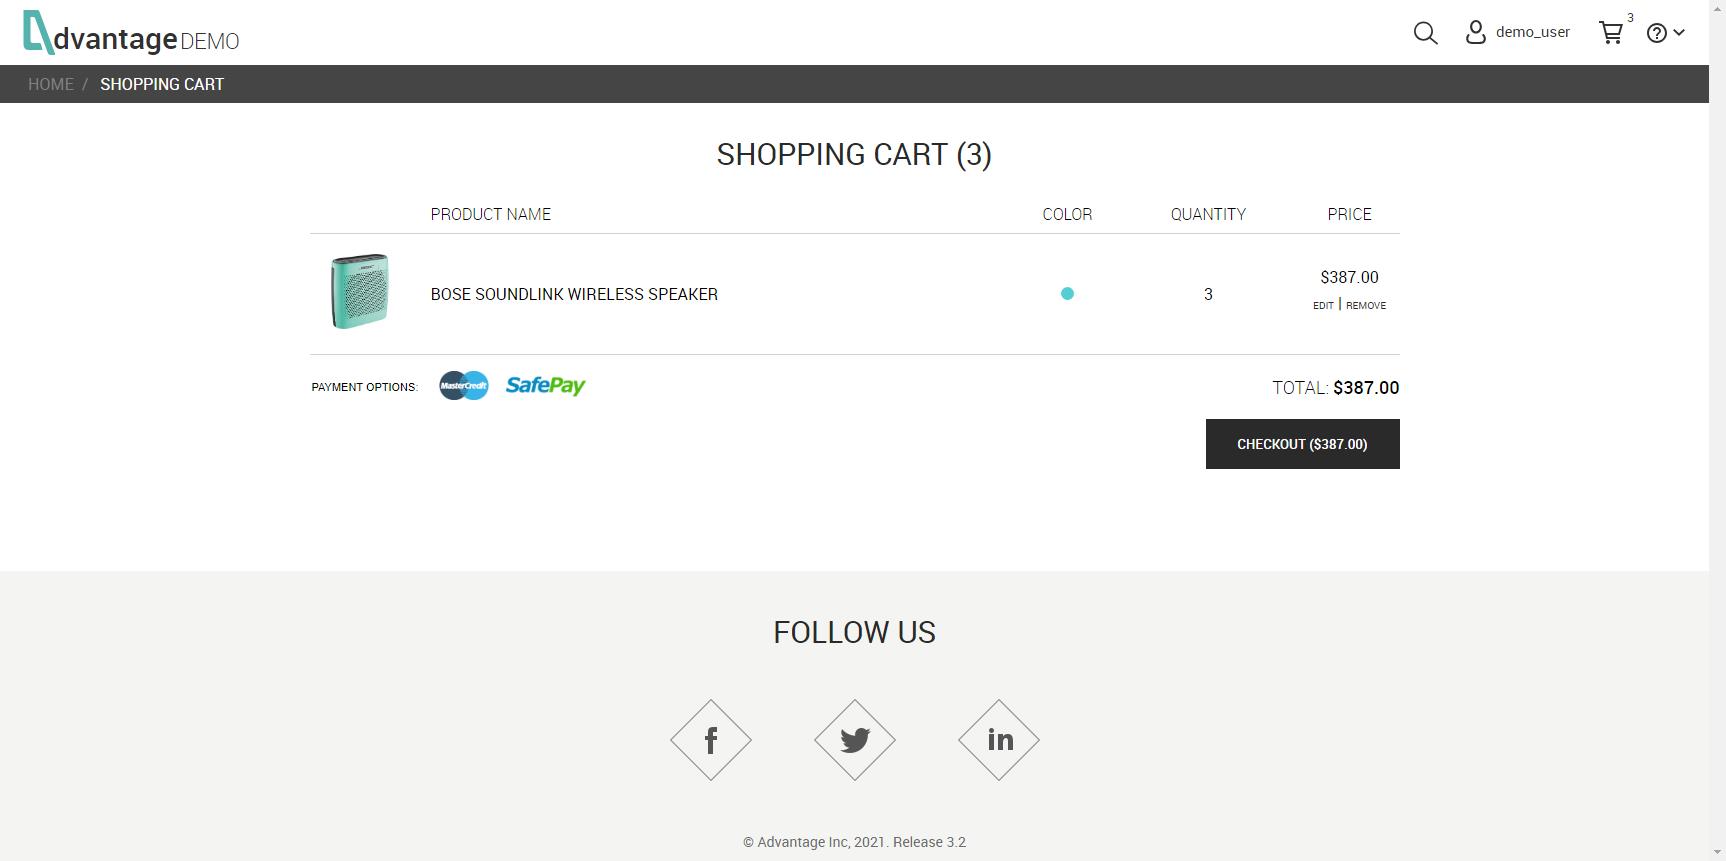 dvantage DEMO
demo_user
3
HOME / SHOPPING CART
SHOPPING CART (3)
PRODUCT NAME COLOR QUANTITY PRICE
BOSE SOUNDLINK WIRELESS SPEAKER 3 $387.00
EDIT | REMOVE
PAYMENT OPTIONS: MasterCredit SafePay TOTAL: $387.00
CHECKOUT ($387.00)
FOLLOW US
f
in
© Advantage Inc, 2021. Release 3.2